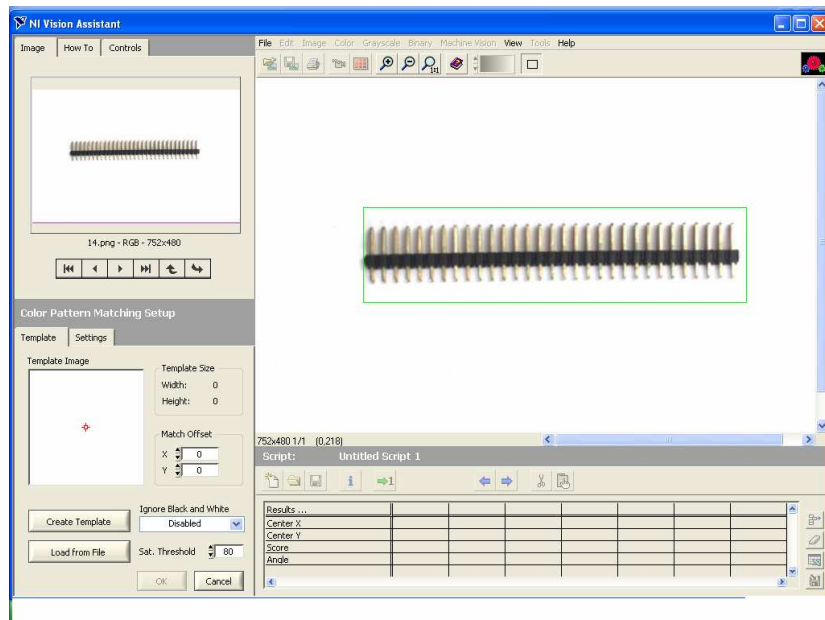 NI Vision Assistant
Image How To Controls
File Edit Image Color Grayscale Binary Machine Vision View Tools Help
1:1
14.png - RGB - 752x480
Color Pattern Matching Setup
Template Settings
Template Image
Template Size
Width: 0
Height: 0
Match Offset
X 0
Y 0
Create Template
Ignore Black and White
Disabled
Load from File
Sat. Threshold 80
OK Cancel
752x480 1/1 (0,218)
Script: Untitled Script 1
1
Results ...
Center X
Center Y
Score
Angle